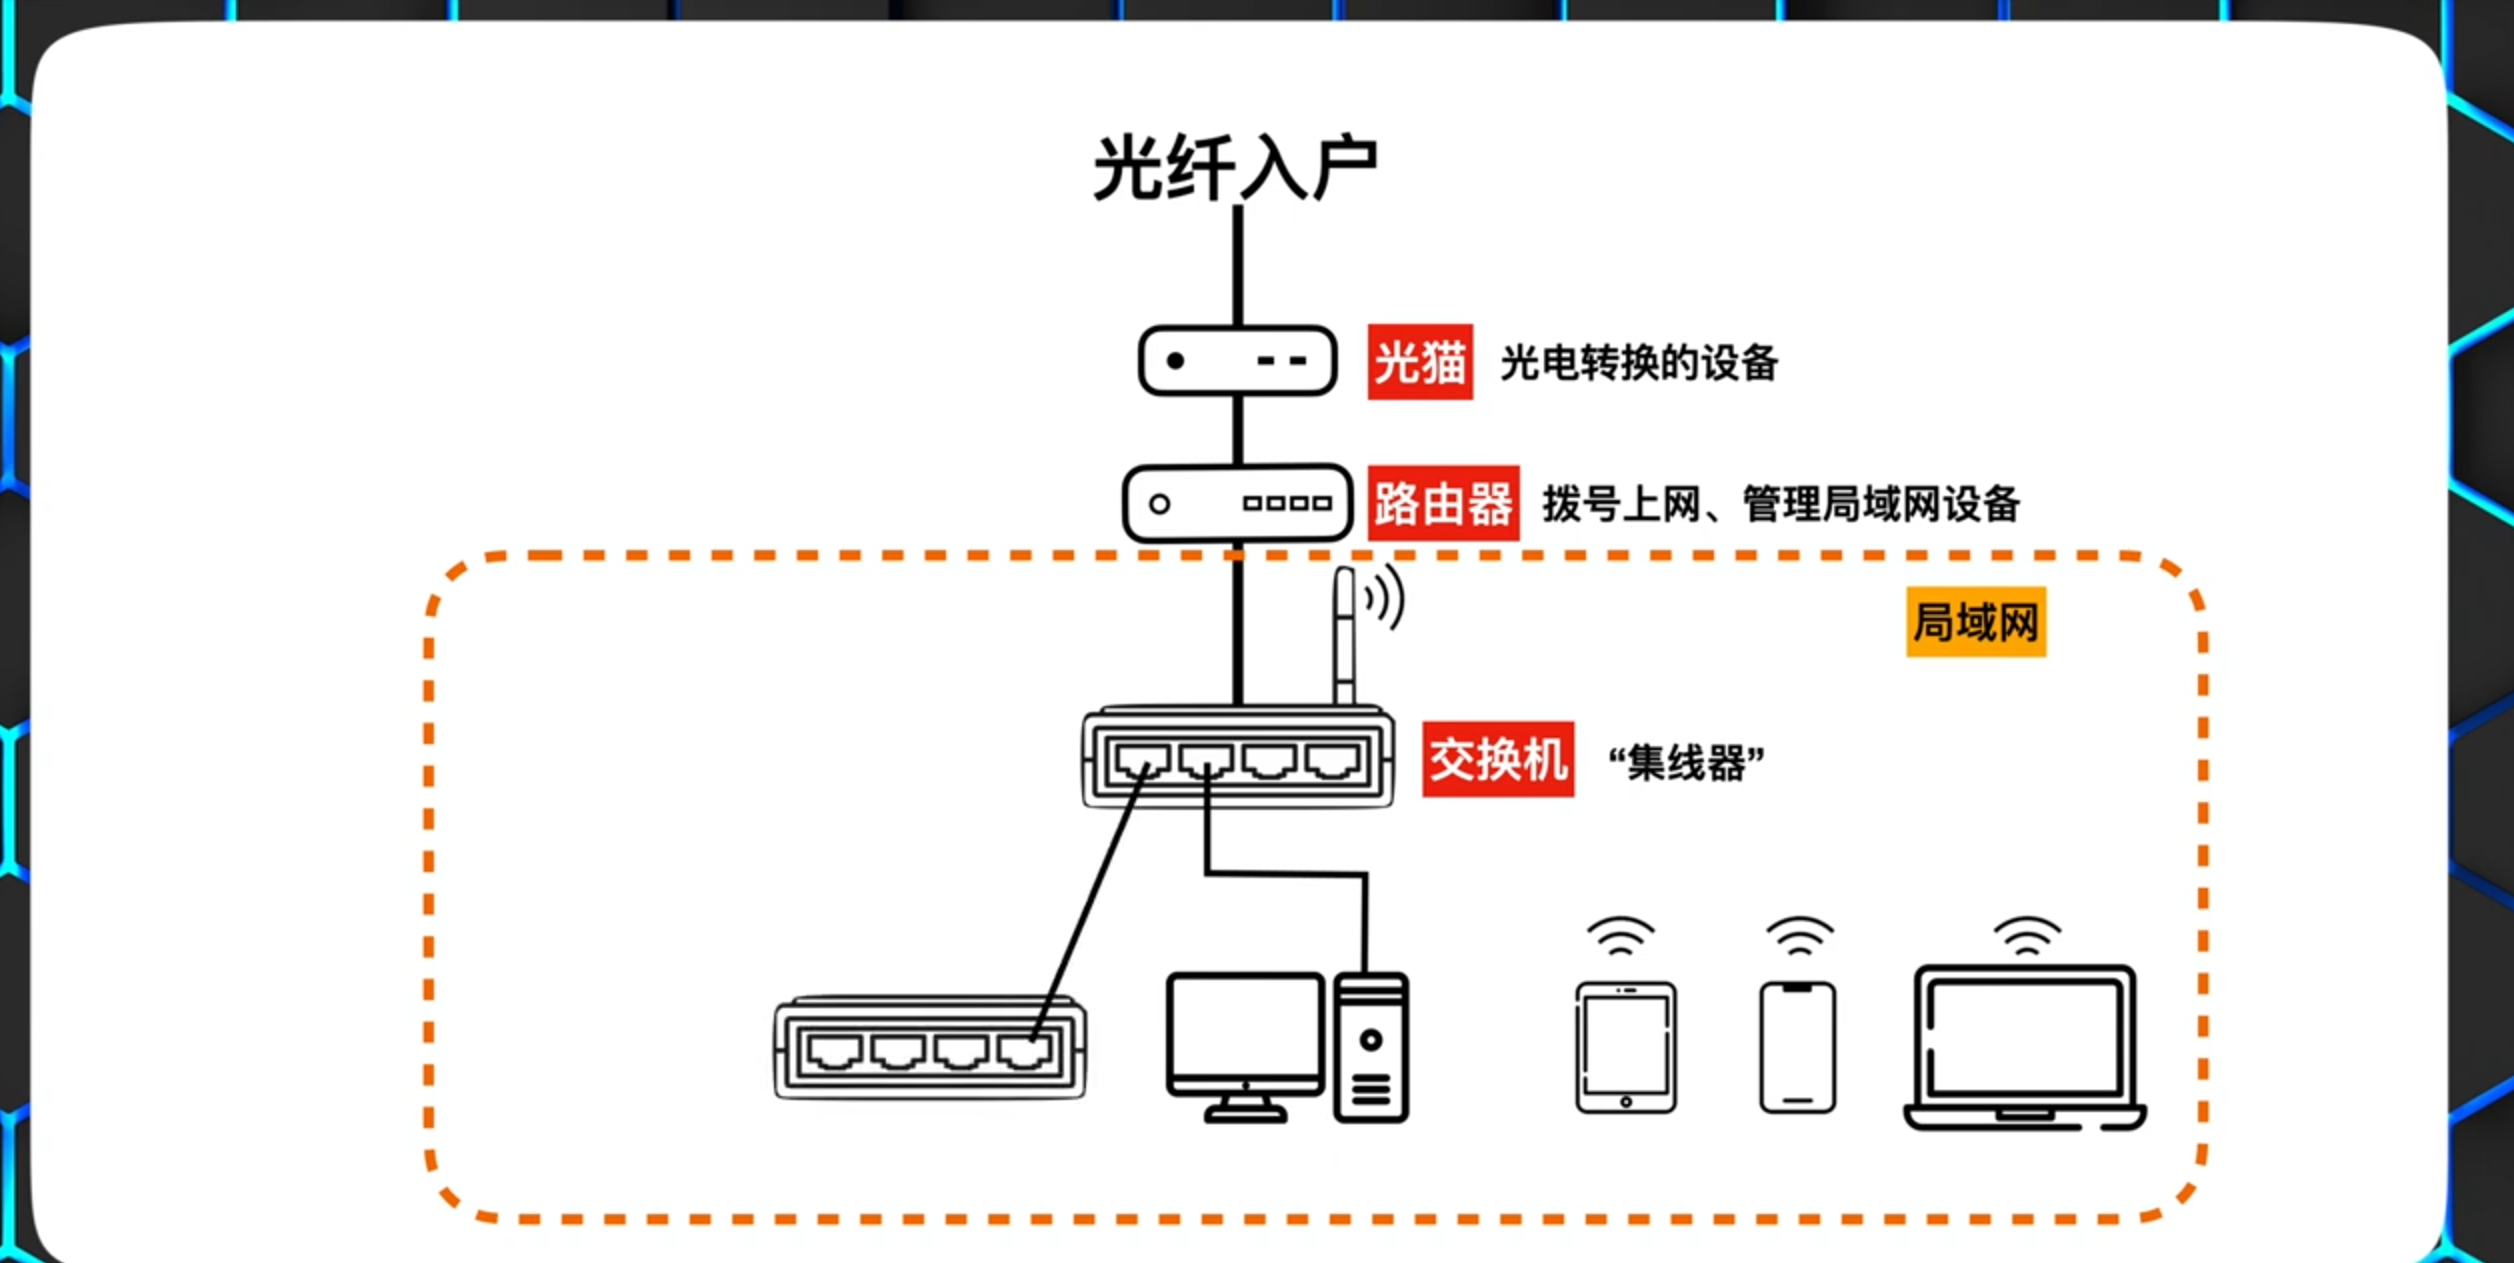 光纤入户
光猫 光电转换的设备
路由器 拨号上网、管理局域网设备
局域网
交换机 “集线器”